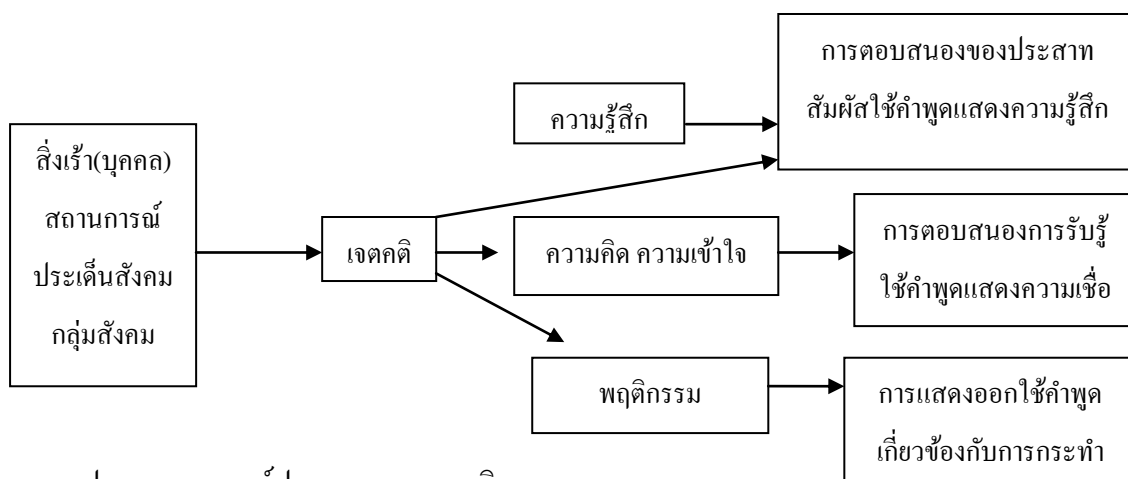 สิ่งเร้า(บุคคล)
สถานการณ์
ประเด็นสังคม
กลุ่มสังคม
เจตคติ
ความรู้สึก
การตอบสนองของประสาท
สัมผัสใช้คำพูดแสดงความรู้สึก
ความคิด ความเข้าใจ
การตอบสนองการรับรู้
ใช้คำพูดแสดงความเชื่อ
พฤติกรรม
การแสดงออกใช้คำพูด
เกี่ยวข้องกับการกระทำ